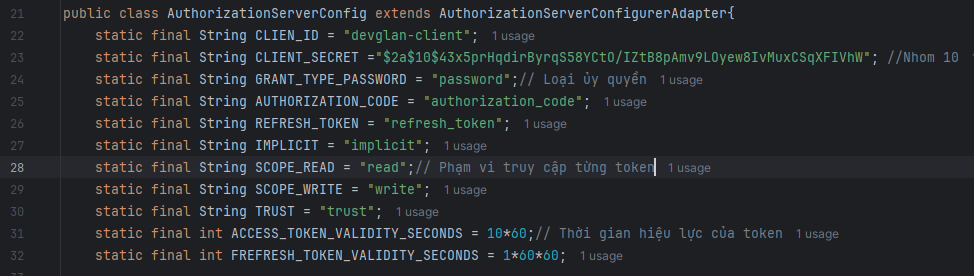 21 public class AuthorizationServerConfig extends AuthorizationServerConfigurerAdapter{
22 static final String CLIEN_ID = "devglan-client"; 1 usage
23 static final String CLIENT_SECRET ="$2a$10$43x5prHqdirByrqS58YCtO/IZtB8pAmv9LOyew8IvMuxCSqXFIVhW"; //Nhom 10
24 static final String GRANT_TYPE_PASSWORD = "password";// Loại ủy quyền 1 usage
25 static final String AUTHORIZATION_CODE = "authorization_code"; 1 usage
26 static final String REFRESH_TOKEN = "refresh_token"; 1 usage
27 static final String IMPLICIT = "implicit"; 1 usage
28 static final String SCOPE_READ = "read";// Phạm vi truy cập từng token 1 usage
29 static final String SCOPE_WRITE = "write"; 1 usage
30 static final String TRUST = "trust"; 1 usage
31 static final int ACCESS_TOKEN_VALIDITY_SECONDS = 10*60;// Thời gian hiệu lực của token 1 usage
32 static final int FREFRESH_TOKEN_VALIDITY_SECONDS = 1*60*60; 1 usage